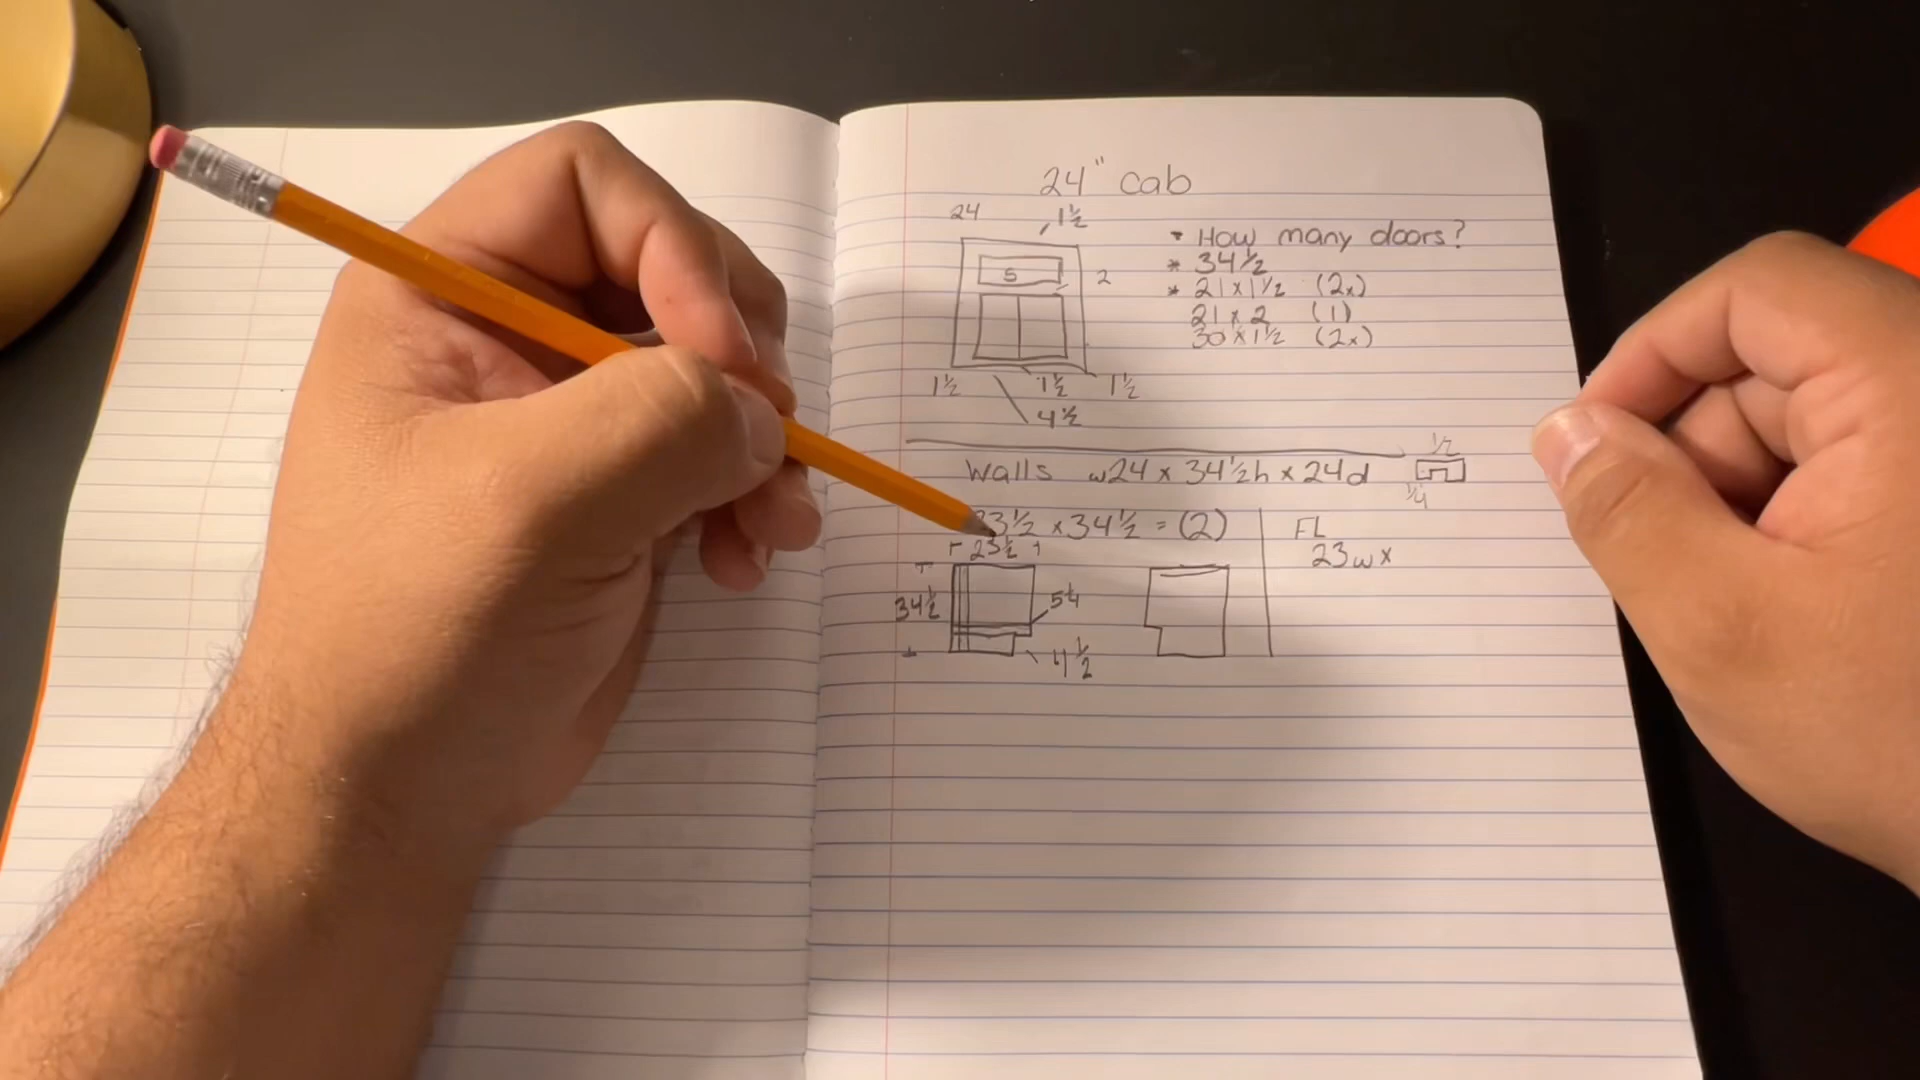 24" cab
24
1½
5
2
1½
1½
1½
4½
* How many doors?
* 34½
* 21 x 1½ (2x)
21 x 2 (1)
30 x 1½ (2x)
Walls w24 x 34½h x 24d
½
¼
23½ x 34½ = (2)
23½
34½
5¼
4½
FL
23w x